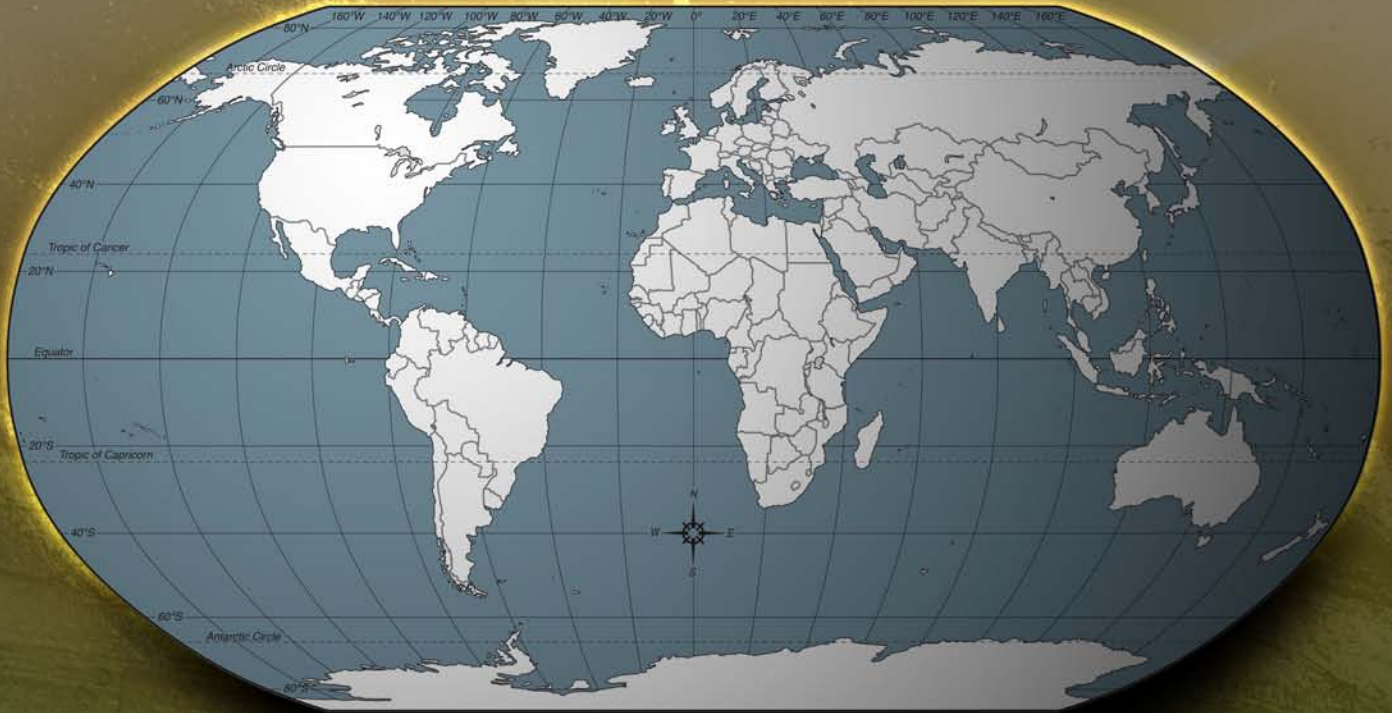 160°W 140°W 120°W 100°W 80°W 60°W 40°W 20°W 0° 20°E 40°E 60°E 80°E 100°E 120°E 140°E 160°E
80°N
Arctic Circle
60°N
40°N
Tropic of Cancer
20°N
Equator
20°S
Tropic of Capricorn
N
W E
S
40°S
60°S
Antarctic Circle
80°S